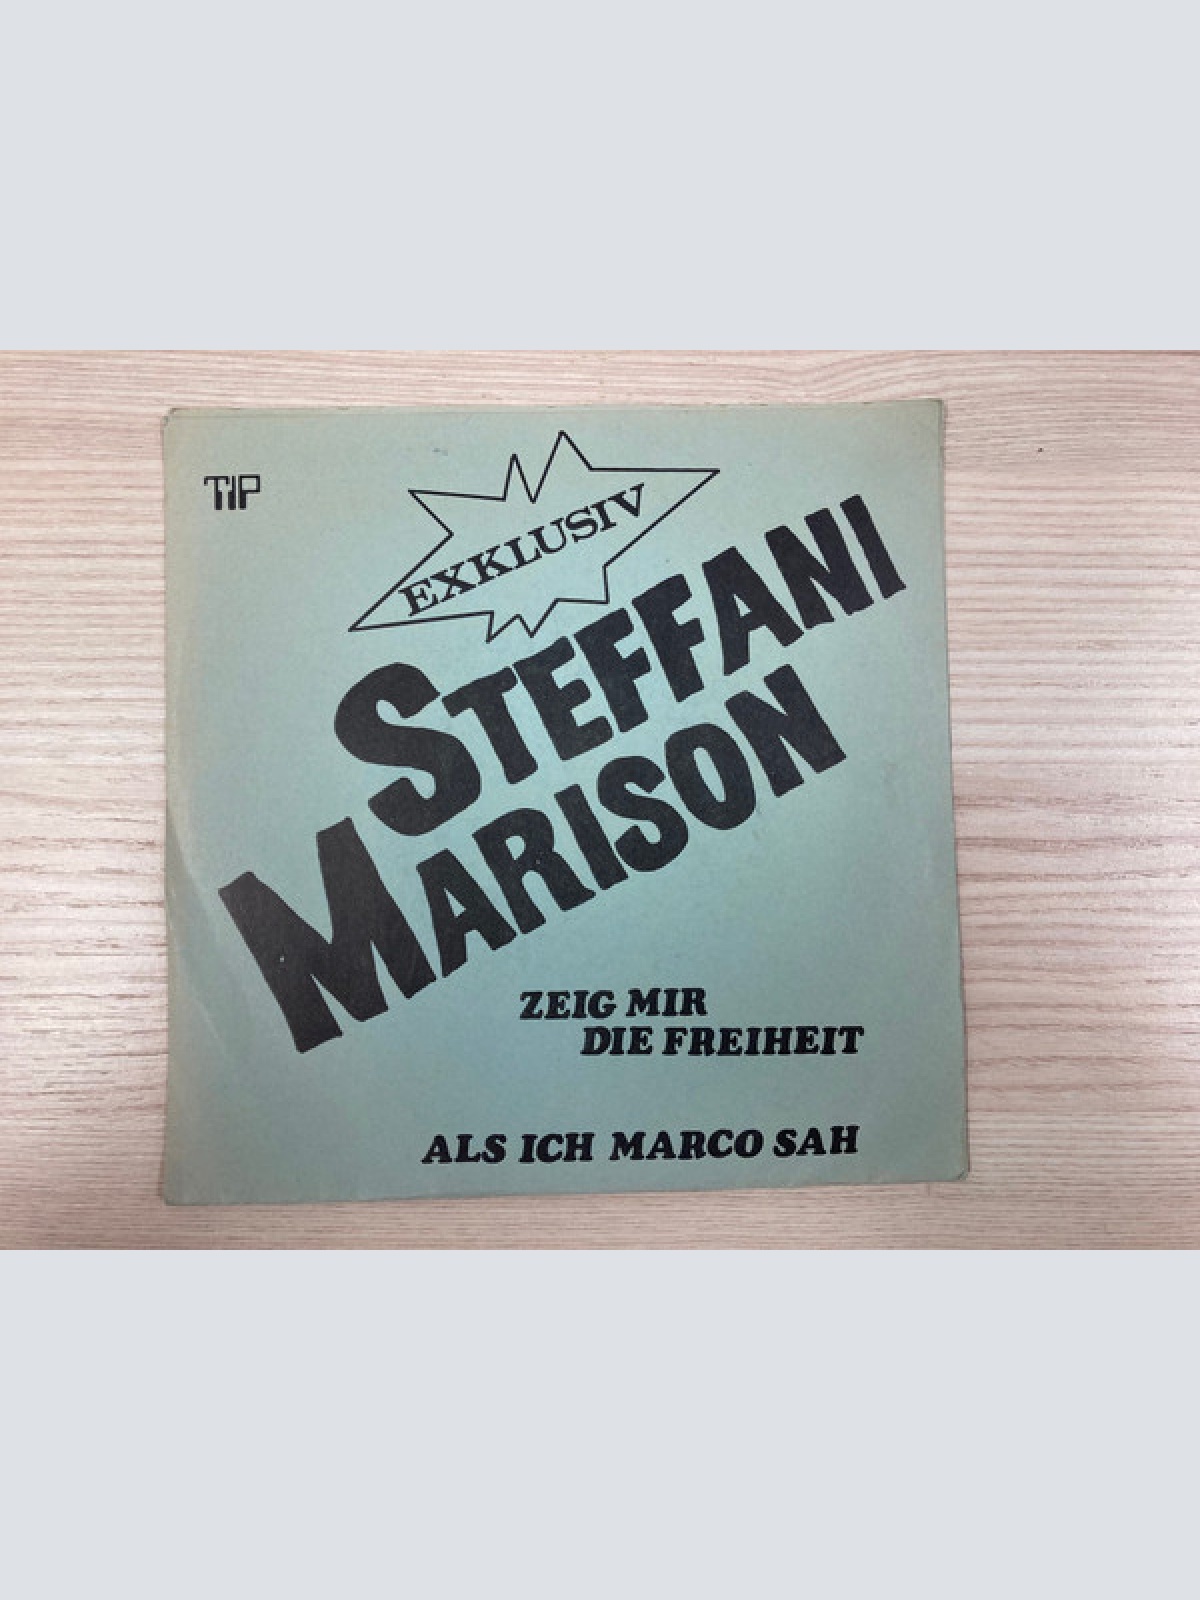 TIP
EXKLUSIV
STEFFANI
MARISON
ZEIG MIR
DIE FREIHEIT
ALS ICH MARCO SAH